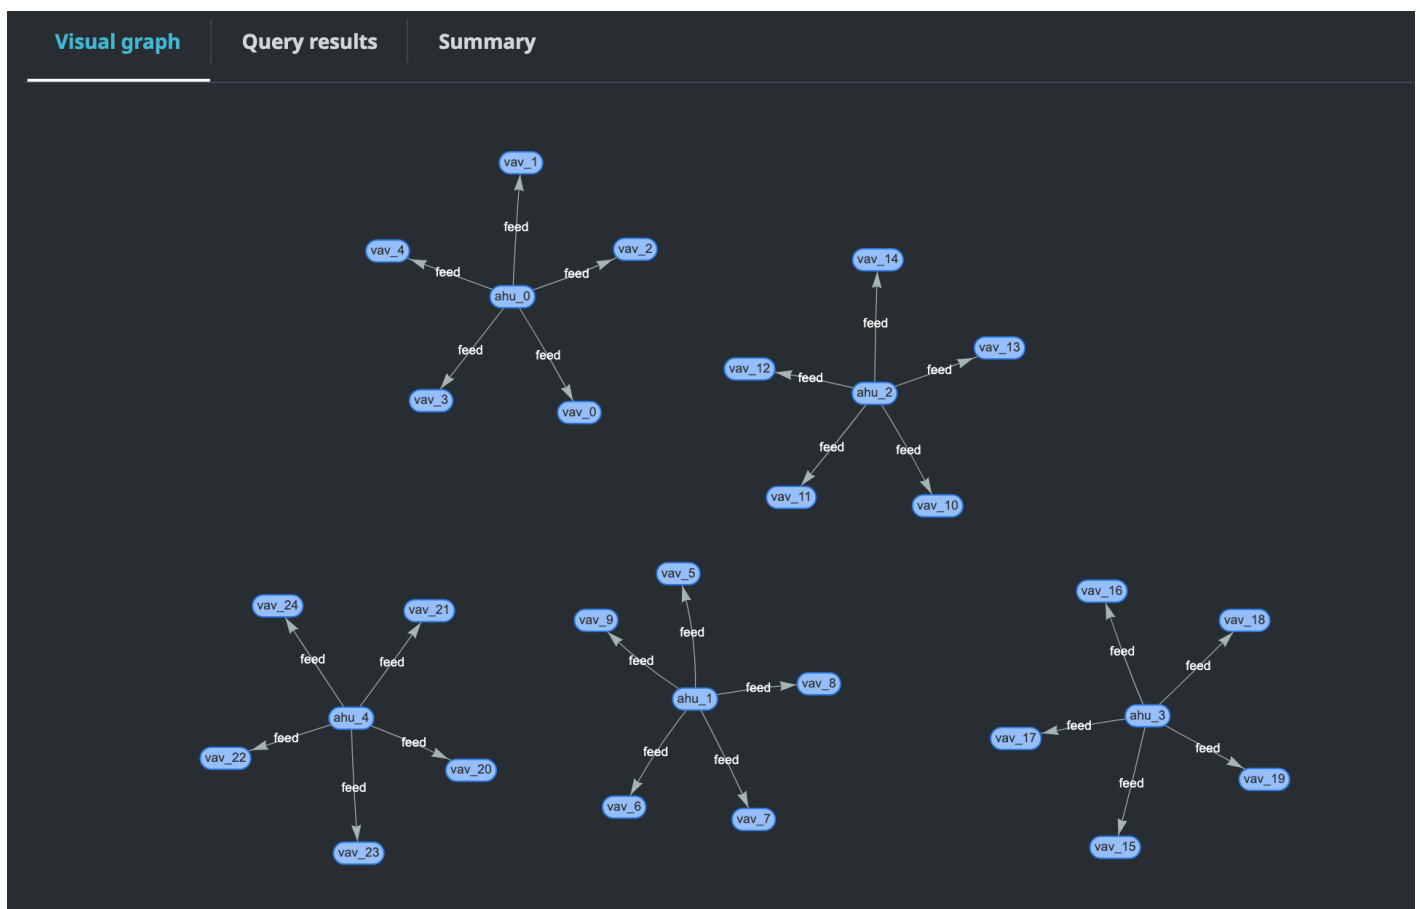 Visual graph
Query results
Summary
vav_1
feed
vav_4
feed
feed
vav_2
ahu_0
feed
feed
vav_3
vav_0
vav_14
feed
vav_13
vav_12
feed
feed
ahu_2
feed
feed
vav_11
vav_10
vav_24
vav_21
feed
feed
ahu_4
feed
feed
vav_22
vav_20
feed
vav_23
vav_5
vav_9
feed
feed
feed
vav_8
ahu_1
feed
feed
vav_6
vav_7
vav_16
vav_18
feed
feed
ahu_3
vav_17
feed
feed
vav_19
feed
vav_15